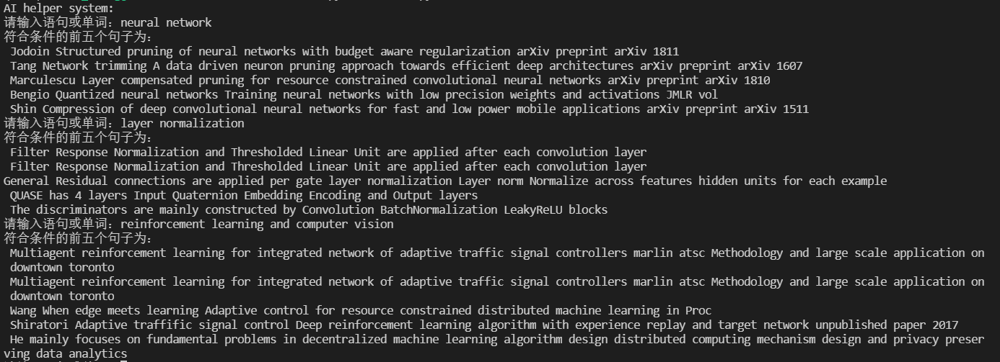 AI helper system:
请输入语句或单词：neural network
符合条件的前五个句子为：
Jodoin Structured pruning of neural networks with budget aware regularization arXiv preprint arXiv 1811
Tang Network trimming A data driven neuron pruning approach towards efficient deep architectures arXiv preprint arXiv 1607
Marculescu Layer compensated pruning for resource constrained convolutional neural networks arXiv preprint arXiv 1810
Bengio Quantized neural networks Training neural networks with low precision weights and activations JMLR vol
Shin Compression of deep convolutional neural networks for fast and low power mobile applications arXiv preprint arXiv 1511
请输入语句或单词：layer normalization
符合条件的前五个句子为：
Filter Response Normalization and Thresholded Linear Unit are applied after each convolution layer
Filter Response Normalization and Thresholded Linear Unit are applied after each convolution layer
General Residual connections are applied per gate layer normalization Layer norm Normalize across features hidden units for each example
QUASE has 4 layers Input Quaternion Embedding Encoding and Output layers
The discriminators are mainly constructed by Convolution BatchNormalization LeakyReLU blocks
请输入语句或单词：reinforcement learning and computer vision
符合条件的前五个句子为：
Multiagent reinforcement learning for integrated network of adaptive traffic signal controllers marlin atsc Methodology and large scale application on
downtown toronto
Multiagent reinforcement learning for integrated network of adaptive traffic signal controllers marlin atsc Methodology and large scale application on
downtown toronto
Wang When edge meets learning Adaptive control for resource constrained distributed machine learning in Proc
Shiratori Adaptive traffifific signal control Deep reinforcement learning algorithm with experience replay and target network unpublished paper 2017
He mainly focuses on fundamental problems in decentralized machine learning algorithm design distributed computing mechanism design and privacy preser
ving data analytics